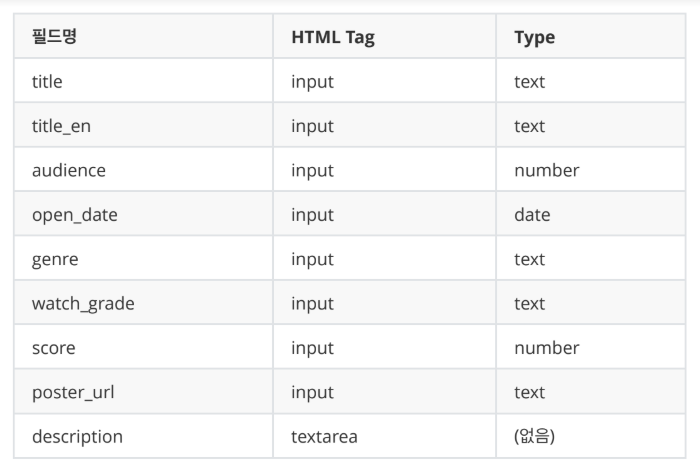 필드명 HTML Tag Type
title input text
title_en input text
audience input number
open_date input date
genre input text
watch_grade input text
score input number
poster_url input text
description textarea (없음)